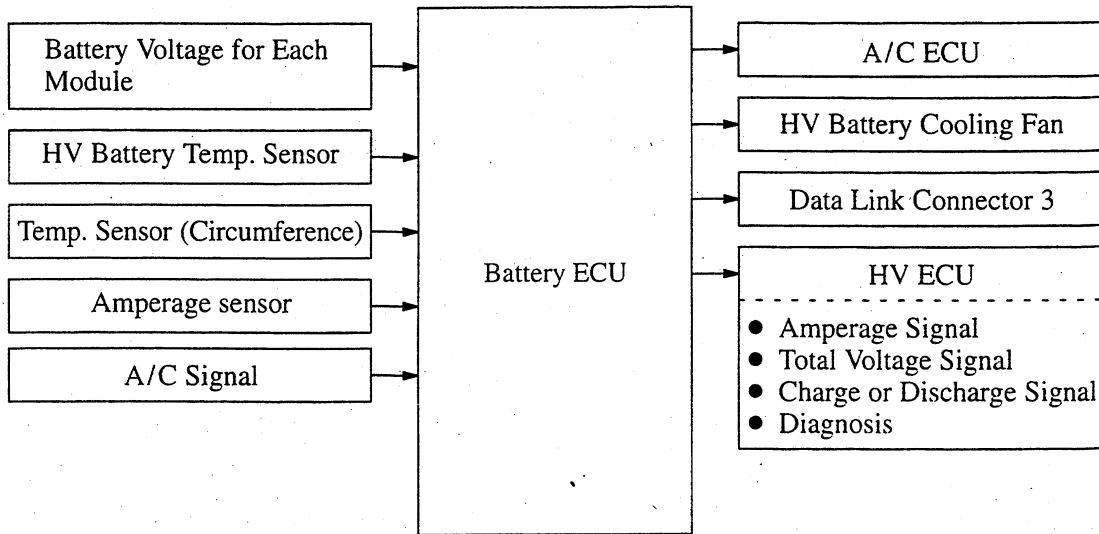 Battery Voltage for Each
Module
HV Battery Temp. Sensor
Temp. Sensor (Circumference)
Amperage sensor
A/C Signal
Battery ECU
A/C ECU
HV Battery Cooling Fan
Data Link Connector 3
HV ECU
● Amperage Signal
● Total Voltage Signal
● Charge or Discharge Signal
● Diagnosis